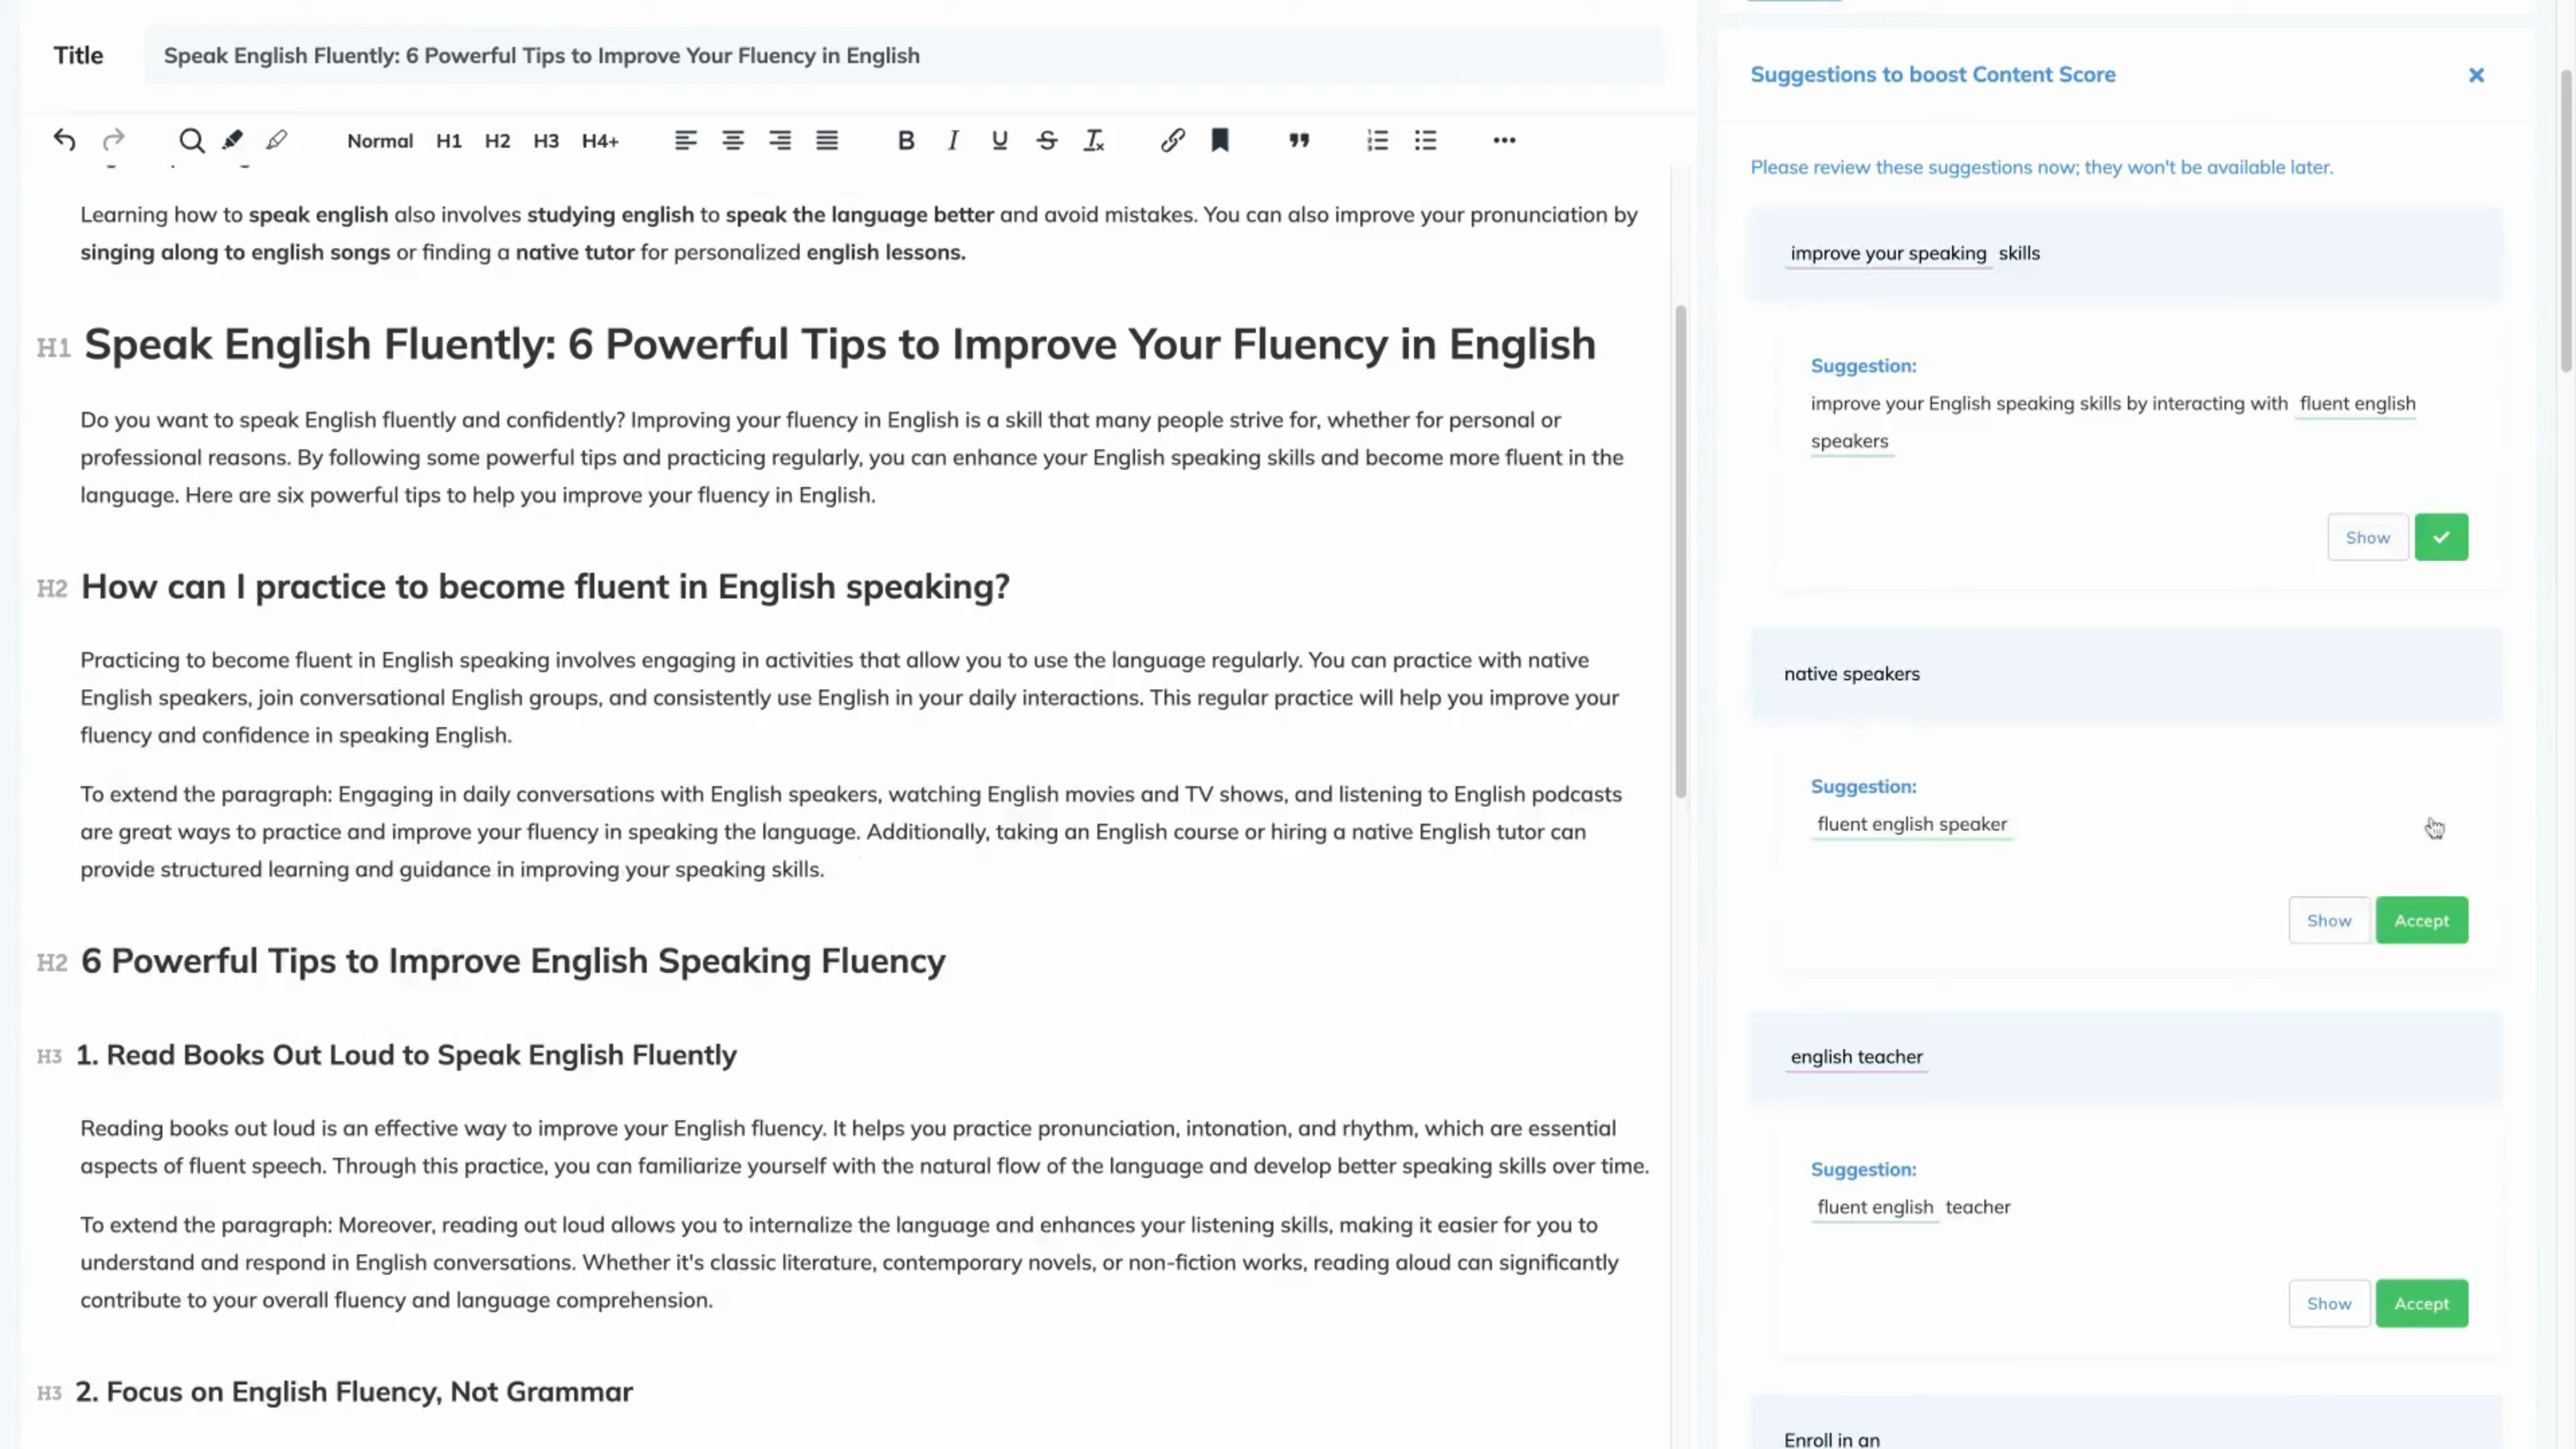 Title
Speak English Fluently: 6 Powerful Tips to Improve Your Fluency in English
Normal H1 H2 H3 H4+ B I U S Tx
Learning how to speak english also involves studying english to speak the language better and avoid mistakes. You can also improve your pronunciation by
singing along to english songs or finding a native tutor for personalized english lessons.
H1 Speak English Fluently: 6 Powerful Tips to Improve Your Fluency in English
Do you want to speak English fluently and confidently? Improving your fluency in English is a skill that many people strive for, whether for personal or
professional reasons. By following some powerful tips and practicing regularly, you can enhance your English speaking skills and become more fluent in the
language. Here are six powerful tips to help you improve your fluency in English.
H2 How can I practice to become fluent in English speaking?
Practicing to become fluent in English speaking involves engaging in activities that allow you to use the language regularly. You can practice with native
English speakers, join conversational English groups, and consistently use English in your daily interactions. This regular practice will help you improve your
fluency and confidence in speaking English.
To extend the paragraph: Engaging in daily conversations with English speakers, watching English movies and TV shows, and listening to English podcasts
are great ways to practice and improve your fluency in speaking the language. Additionally, taking an English course or hiring a native English tutor can
provide structured learning and guidance in improving your speaking skills.
H2 6 Powerful Tips to Improve English Speaking Fluency
H3 1. Read Books Out Loud to Speak English Fluently
Reading books out loud is an effective way to improve your English fluency. It helps you practice pronunciation, intonation, and rhythm, which are essential
aspects of fluent speech. Through this practice, you can familiarize yourself with the natural flow of the language and develop better speaking skills over time.
To extend the paragraph: Moreover, reading out loud allows you to internalize the language and enhances your listening skills, making it easier for you to
understand and respond in English conversations. Whether it's classic literature, contemporary novels, or non-fiction works, reading aloud can significantly
contribute to your overall fluency and language comprehension.
H3 2. Focus on English Fluency, Not Grammar
Suggestions to boost Content Score
Please review these suggestions now; they won't be available later.
improve your speaking skills
Suggestion:
improve your English speaking skills by interacting with fluent english
speakers
Show
native speakers
Suggestion:
fluent english speaker
Show Accept
english teacher
Suggestion:
fluent english teacher
Show Accept
Enroll in an